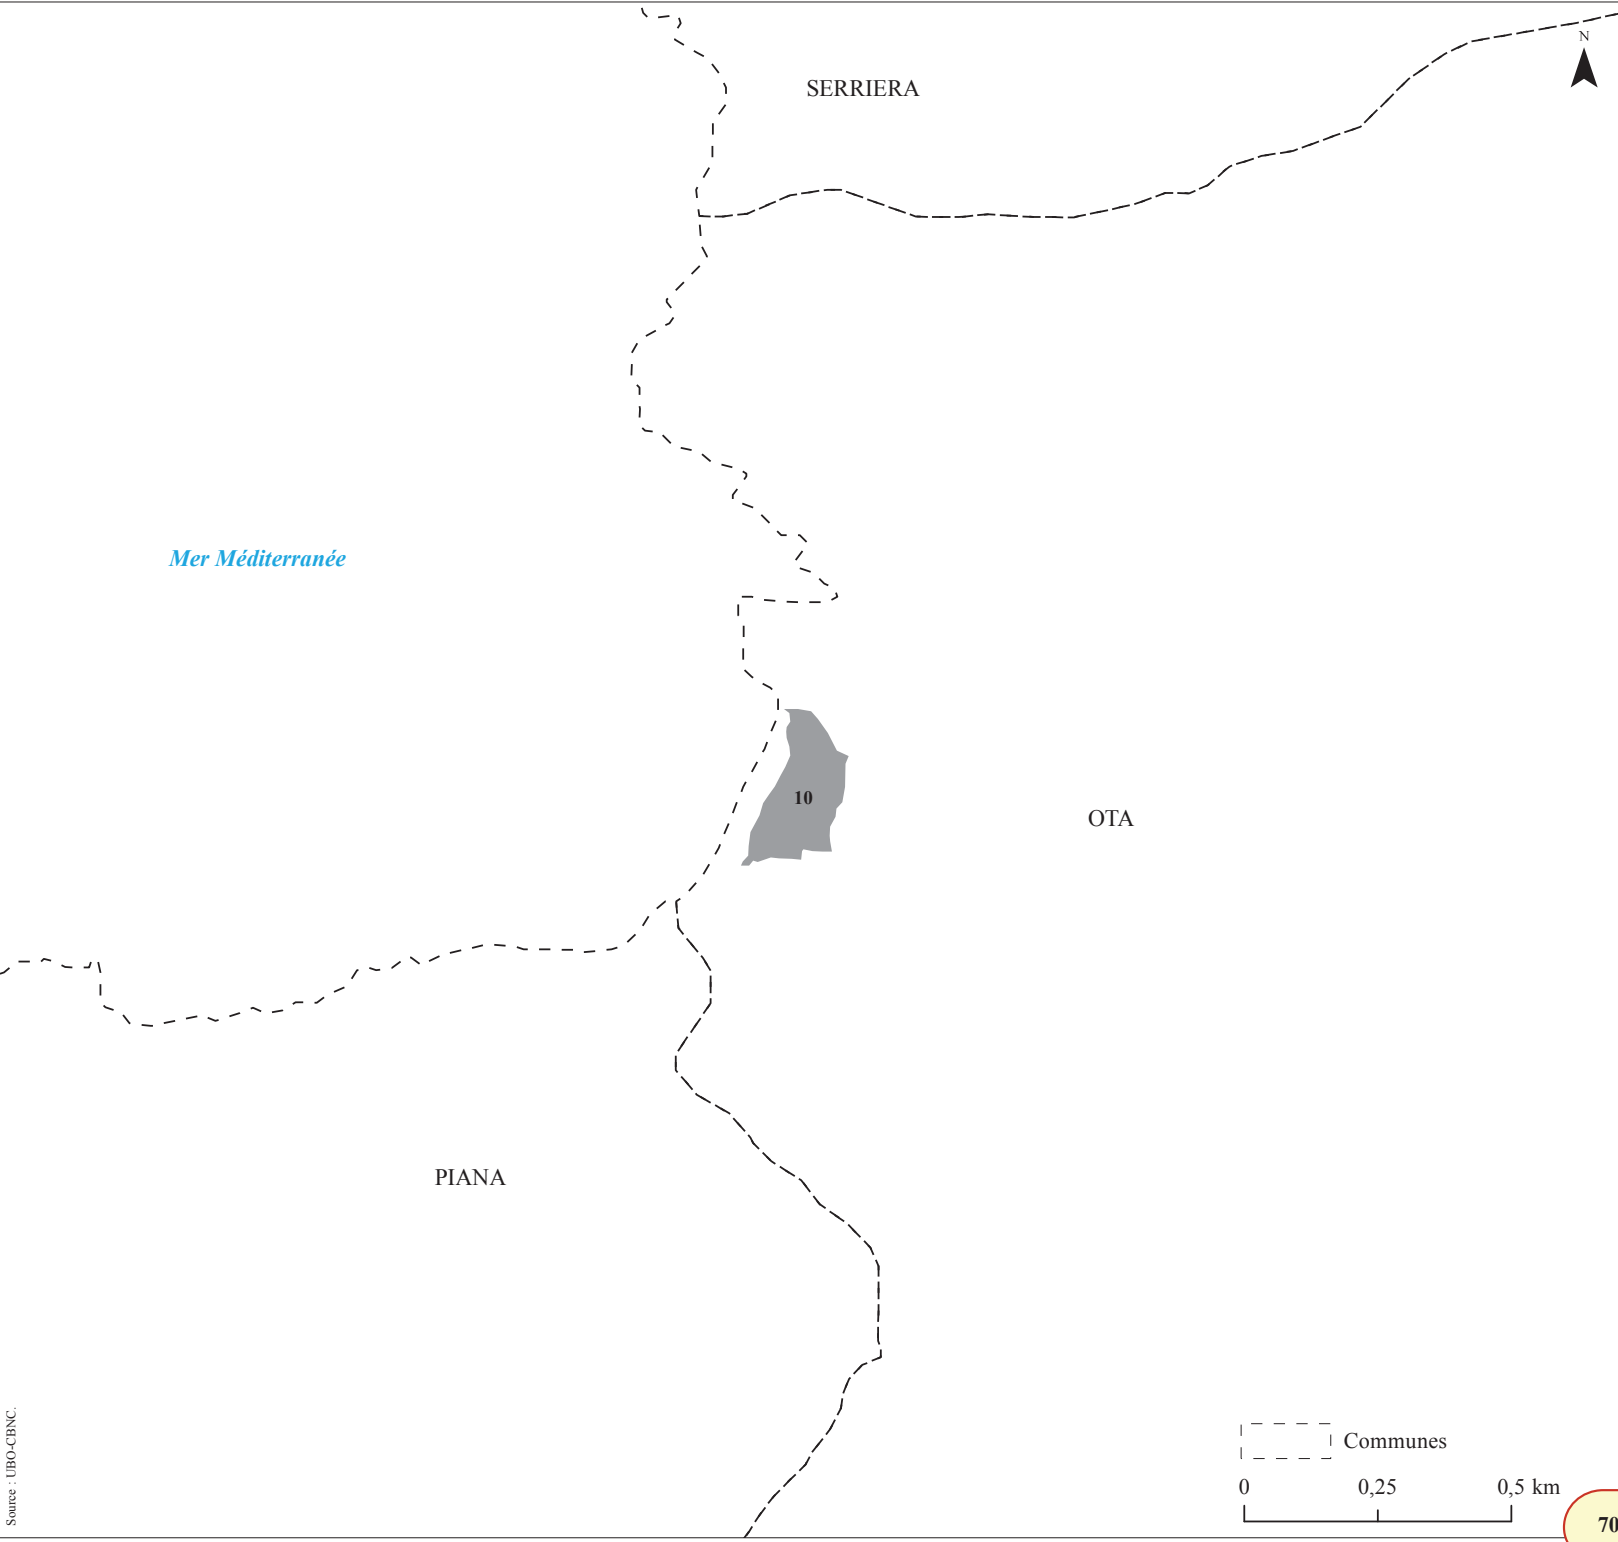 N
SERRIERA
Mer Méditerranée
10
OTA
PIANA
Communes
0 0,25 0,5 km
Source : UBO-CBNC.
70